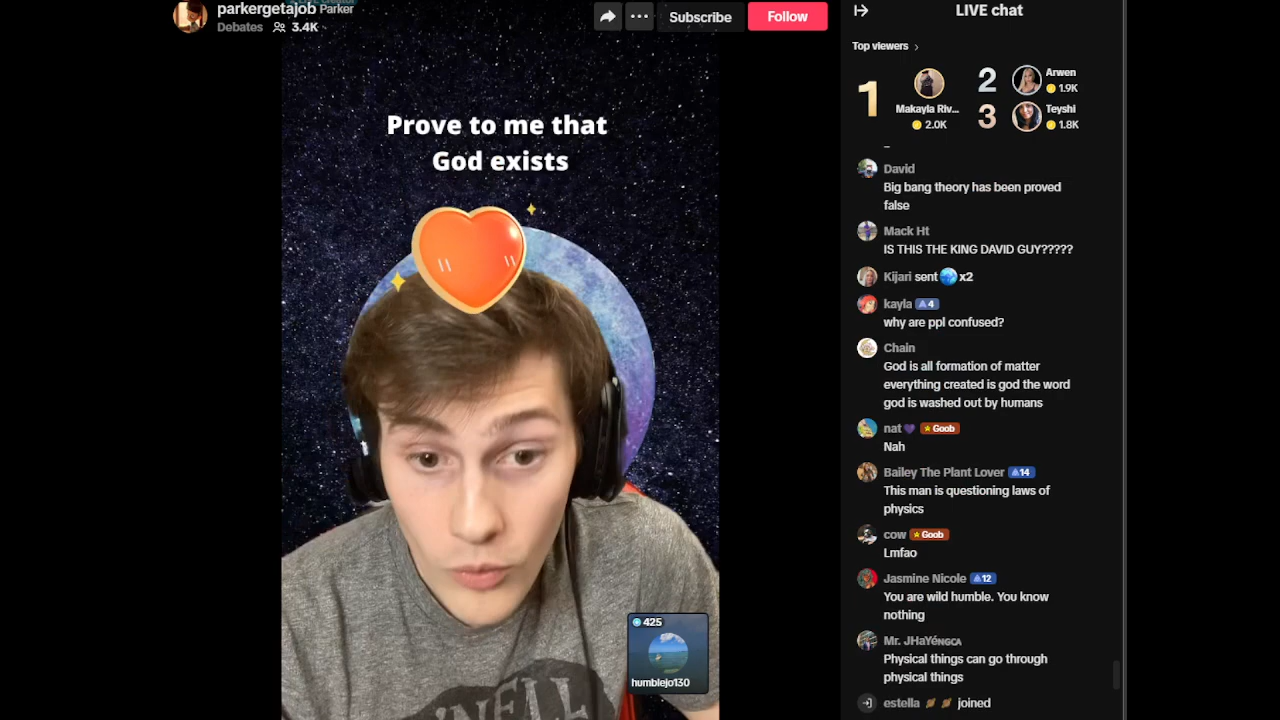 parkergetajob Parker
Debates 3.4K
Subscribe
Follow
Prove to me that
God exists
425
humblejo130
LIVE chat
Top viewers
1
Makayla Riv...
2.0K
2
Arwen
1.9K
3
Teyshi
1.8K
David
Big bang theory has been proved
false
Mack Ht
IS THIS THE KING DAVID GUY?????
Kijari sent x2
kayla 4
why are ppl confused?
Chain
God is all formation of matter
everything created is god the word
god is washed out by humans
nat Goob
Nah
Bailey The Plant Lover 14
This man is questioning laws of
physics
cow Goob
Lmfao
Jasmine Nicole 12
You are wild humble. You know
nothing
Mr. JHaYéɴɢᴄᴀ
Physical things can go through
physical things
estella joined